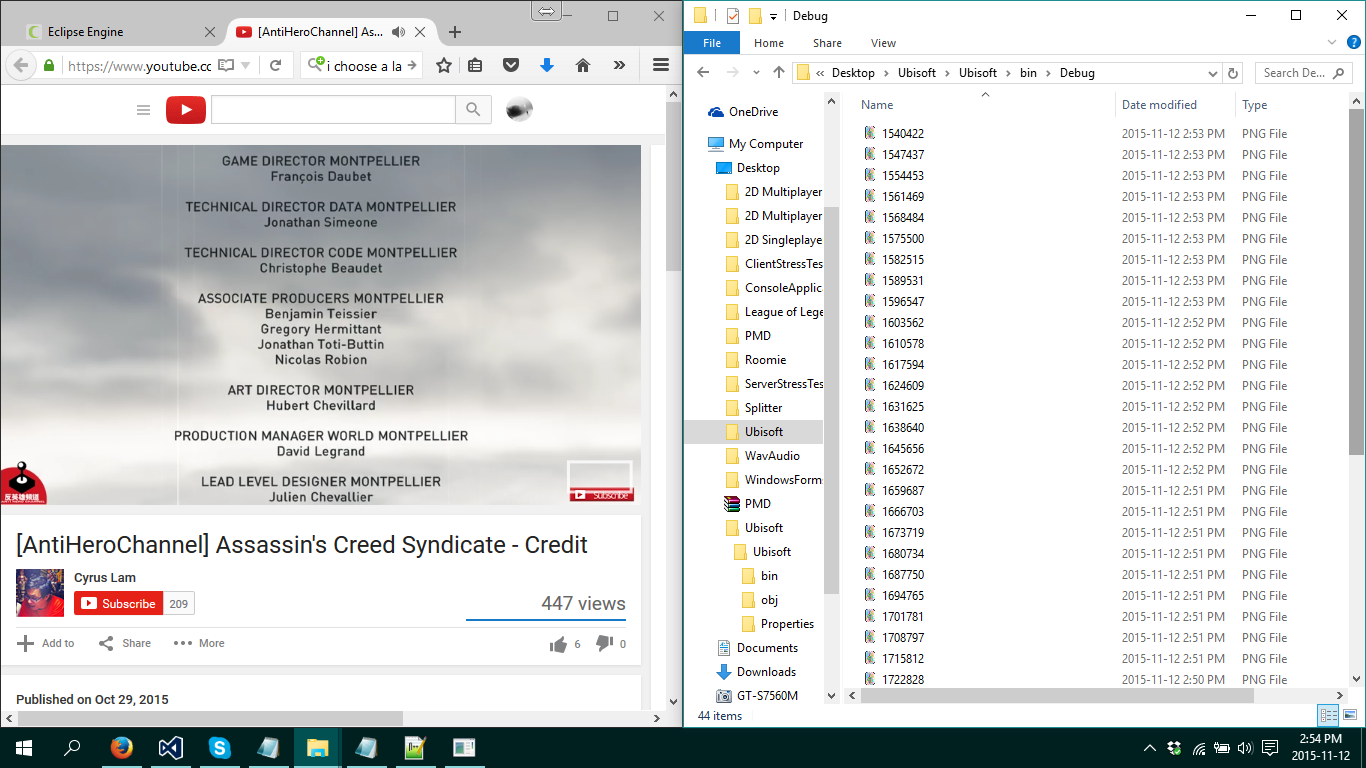 Eclipse Engine
[AntiHeroChannel] As...
https://www.youtube.cc
i choose a la
GAME DIRECTOR MONTPELLIER
François Daubet
TECHNICAL DIRECTOR DATA MONTPELLIER
Jonathan Simeone
TECHNICAL DIRECTOR CODE MONTPELLIER
Christophe Beaudet
ASSOCIATE PRODUCERS MONTPELLIER
Benjamin Teissier
Gregory Hermittant
Jonathan Toti-Buttin
Nicolas Robion
ART DIRECTOR MONTPELLIER
Hubert Chevillard
PRODUCTION MANAGER WORLD MONTPELLIER
David Legrand
LEAD LEVEL DESIGNER MONTPELLIER
Julien Chevallier
反英雄頻道
Subscribe
[AntiHeroChannel] Assassin's Creed Syndicate - Credit
Cyrus Lam
Subscribe 209
447 views
Add to Share More 6 0
Published on Oct 29, 2015
Debug
File Home Share View
« Desktop Ubisoft Ubisoft bin Debug
Search De...
OneDrive
My Computer
Desktop
2D Multiplayer
2D Multiplayer
2D Singleplaye
ClientStressTes
ConsoleApplic
League of Lege
PMD
Roomie
ServerStressTes
Splitter
Ubisoft
WavAudio
WindowsForm
PMD
Ubisoft
Ubisoft
bin
obj
Properties
Documents
Downloads
GT-S7560M
Name Date modified Type
1540422 2015-11-12 2:53 PM PNG File
1547437 2015-11-12 2:53 PM PNG File
1554453 2015-11-12 2:53 PM PNG File
1561469 2015-11-12 2:53 PM PNG File
1568484 2015-11-12 2:53 PM PNG File
1575500 2015-11-12 2:53 PM PNG File
1582515 2015-11-12 2:53 PM PNG File
1589531 2015-11-12 2:53 PM PNG File
1596547 2015-11-12 2:53 PM PNG File
1603562 2015-11-12 2:52 PM PNG File
1610578 2015-11-12 2:52 PM PNG File
1617594 2015-11-12 2:52 PM PNG File
1624609 2015-11-12 2:52 PM PNG File
1631625 2015-11-12 2:52 PM PNG File
1638640 2015-11-12 2:52 PM PNG File
1645656 2015-11-12 2:52 PM PNG File
1652672 2015-11-12 2:52 PM PNG File
1659687 2015-11-12 2:51 PM PNG File
1666703 2015-11-12 2:51 PM PNG File
1673719 2015-11-12 2:51 PM PNG File
1680734 2015-11-12 2:51 PM PNG File
1687750 2015-11-12 2:51 PM PNG File
1694765 2015-11-12 2:51 PM PNG File
1701781 2015-11-12 2:51 PM PNG File
1708797 2015-11-12 2:51 PM PNG File
1715812 2015-11-12 2:51 PM PNG File
1722828 2015-11-12 2:50 PM PNG File
44 items
2:54 PM
2015-11-12